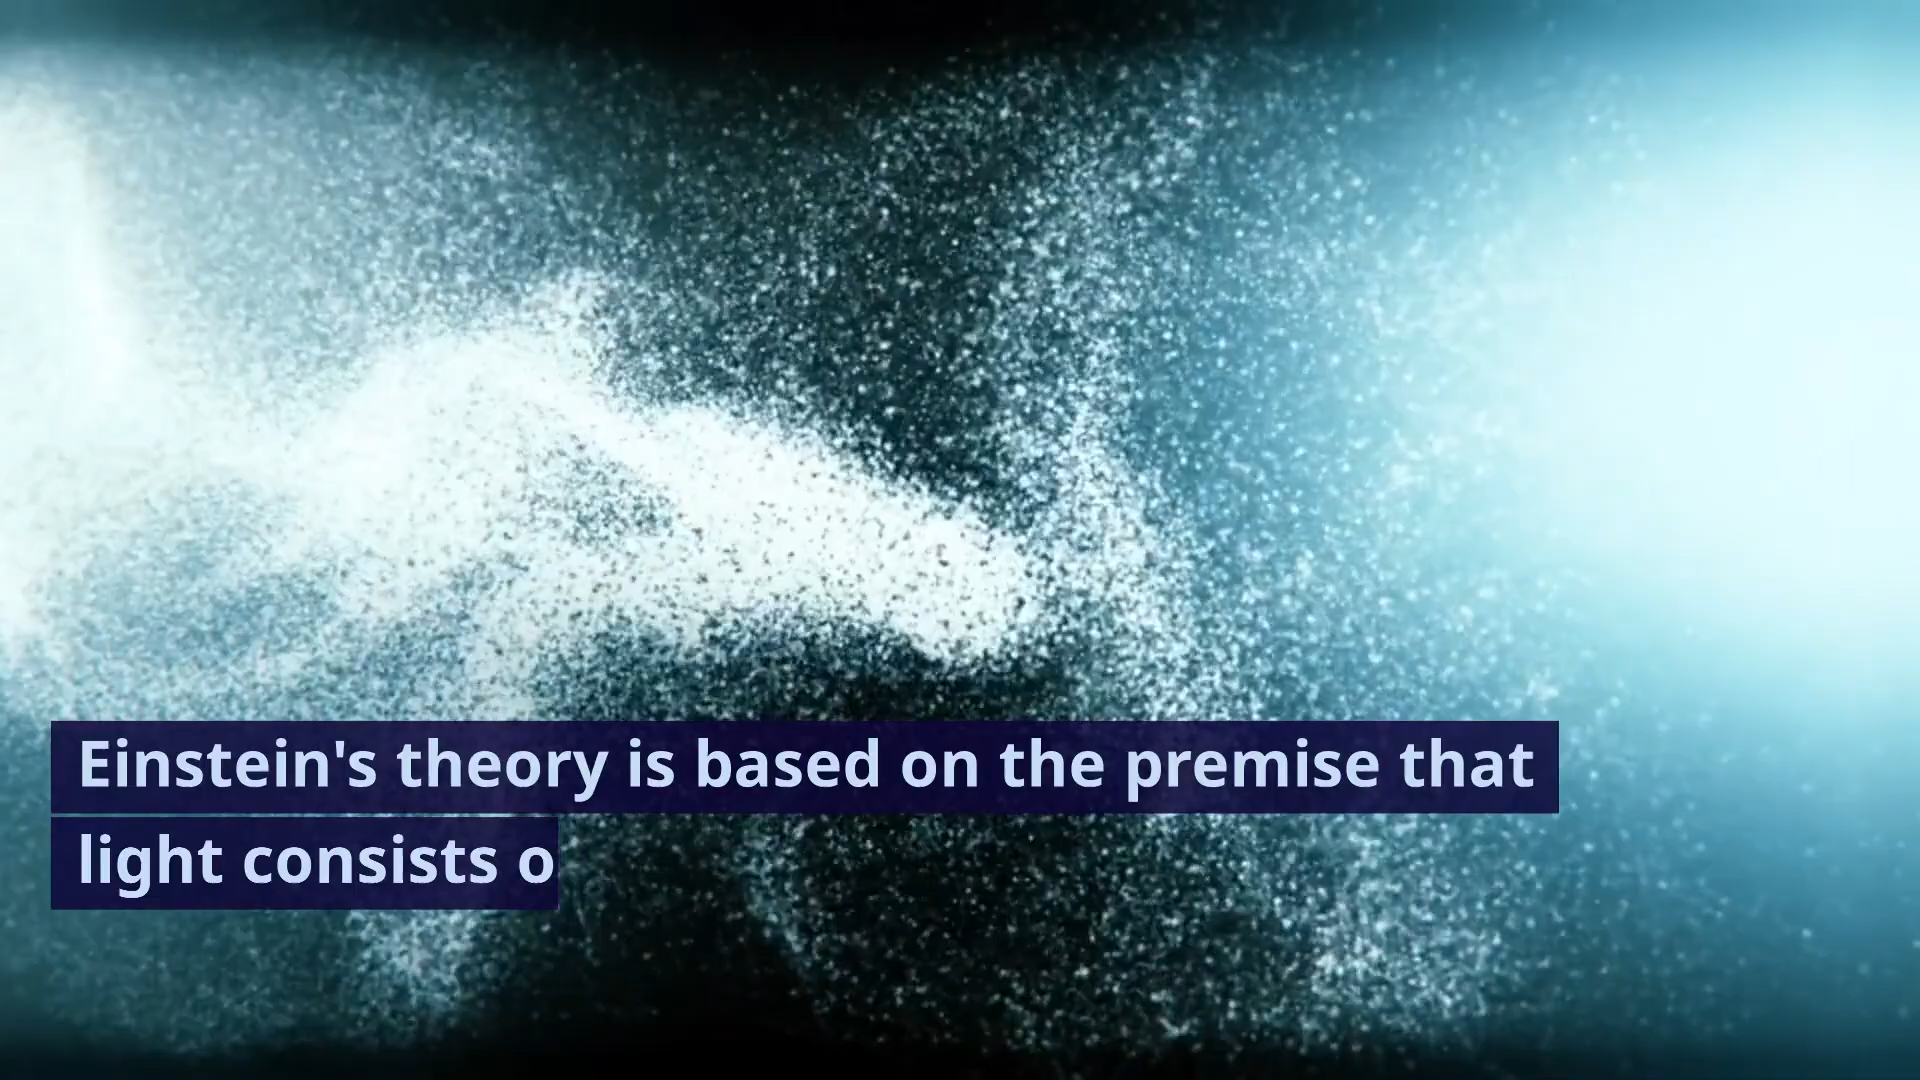 Einstein's theory is based on the premise that
light consists o